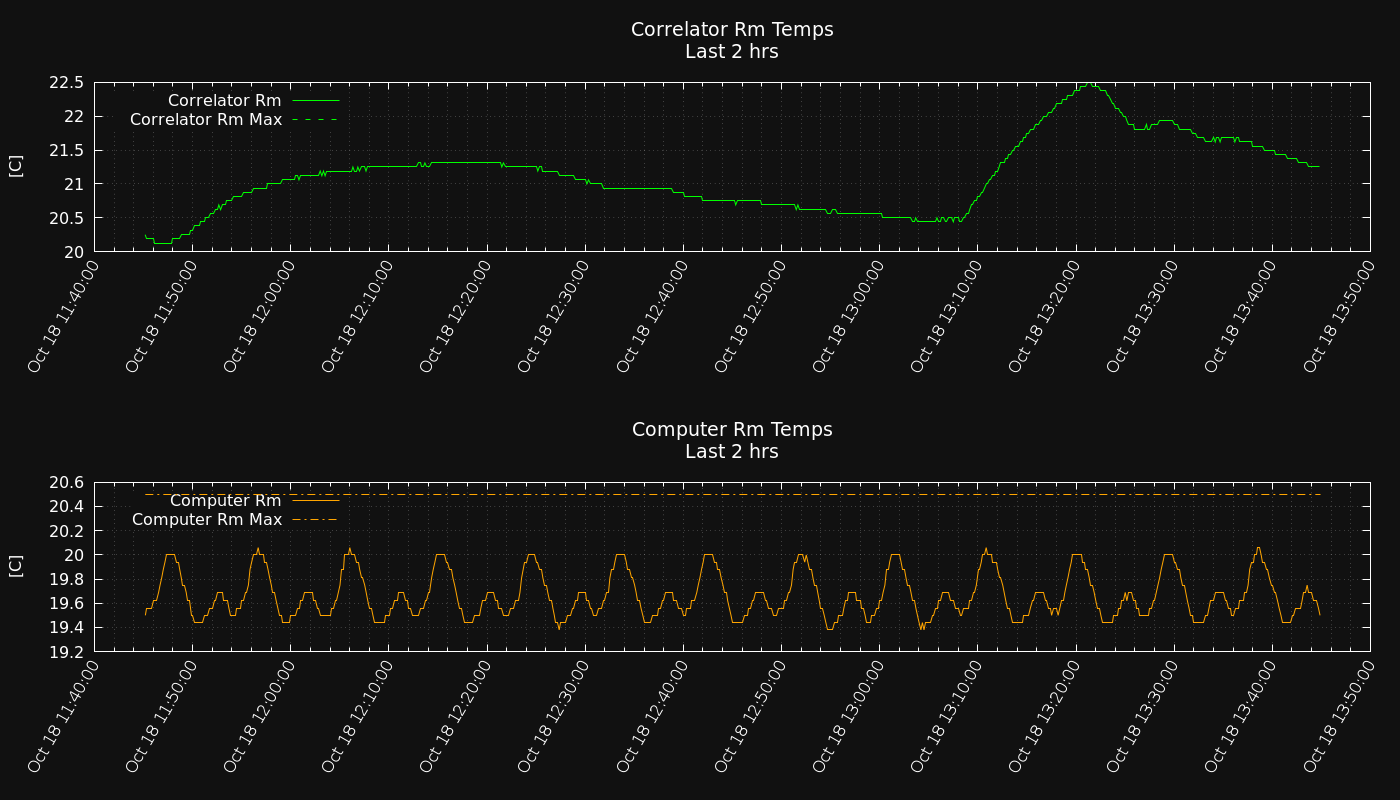 Correlator Rm Temps
Last 2 hrs
22.5
22
21.5
21
20.5
20
[C]
Correlator Rm
Correlator Rm Max
Oct 18 11:40:00
Oct 18 11:50:00
Oct 18 12:00:00
Oct 18 12:10:00
Oct 18 12:20:00
Oct 18 12:30:00
Oct 18 12:40:00
Oct 18 12:50:00
Oct 18 13:00:00
Oct 18 13:10:00
Oct 18 13:20:00
Oct 18 13:30:00
Oct 18 13:40:00
Oct 18 13:50:00
Computer Rm Temps
Last 2 hrs
20.6
20.4
20.2
20
19.8
19.6
19.4
19.2
[C]
Computer Rm
Computer Rm Max
Oct 18 11:40:00
Oct 18 11:50:00
Oct 18 12:00:00
Oct 18 12:10:00
Oct 18 12:20:00
Oct 18 12:30:00
Oct 18 12:40:00
Oct 18 12:50:00
Oct 18 13:00:00
Oct 18 13:10:00
Oct 18 13:20:00
Oct 18 13:30:00
Oct 18 13:40:00
Oct 18 13:50:00